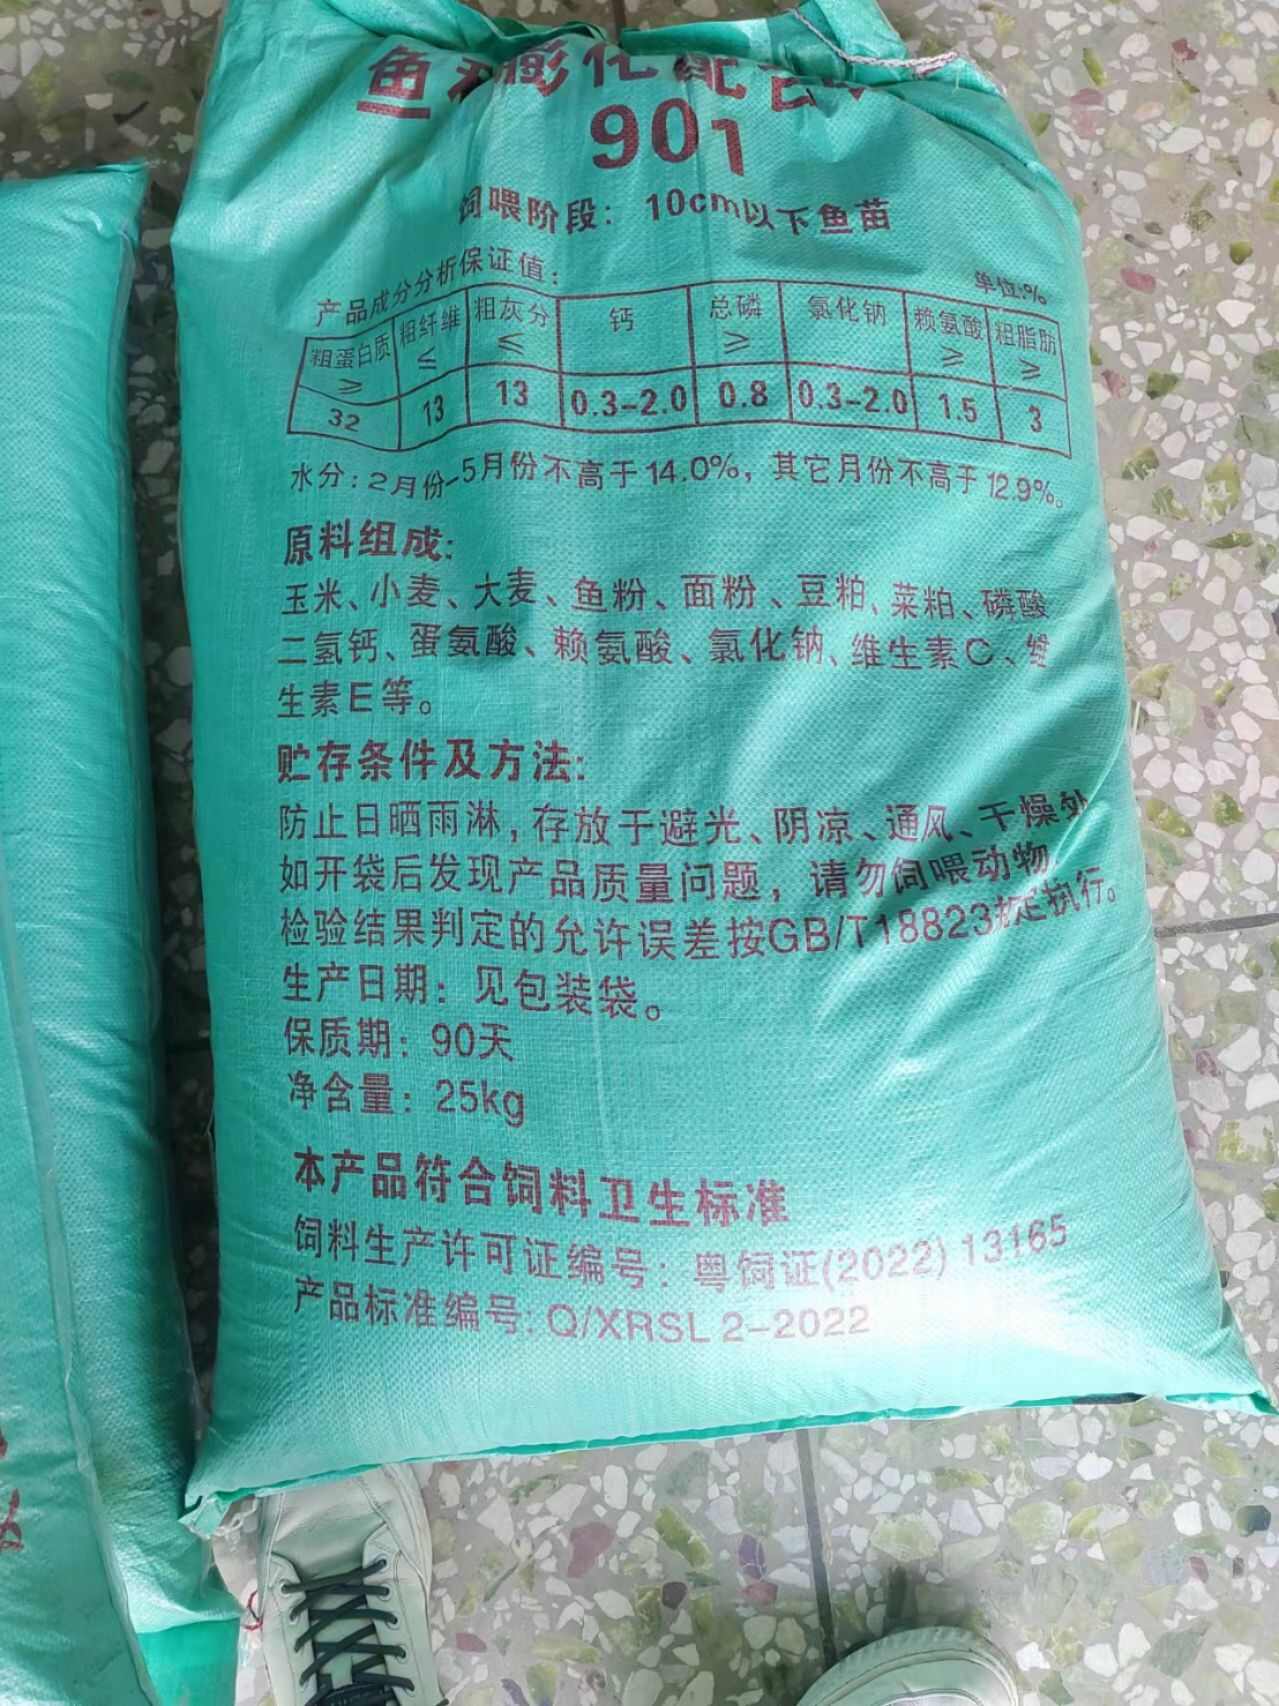 鱼 膨化配合
901
饲喂阶段：10cm以下鱼苗
产品成分分析保证值： 单位:%
粗蛋白质 粗纤维 粗灰分 钙 总磷 氯化钠 赖氨酸 粗脂肪
≥ ≤ ≤ ≥ ≥ ≥
32 13 13 0.3-2.0 0.8 0.3-2.0 1.5 3
水分：2月份-5月份不高于14.0%，其它月份不高于12.9%。
原料组成：
玉米、小麦、大麦、鱼粉、面粉、豆粕、菜粕、磷酸
二氢钙、蛋氨酸、赖氨酸、氯化钠、维生素C、维
生素E等。
贮存条件及方法：
防止日晒雨淋，存放于避光、阴凉、通风、干燥处
如开袋后发现产品质量问题，请勿饲喂动物
检验结果判定的允许误差按GB/T18823规定执行。
生产日期：见包装袋。
保质期：90天
净含量：25kg
本产品符合饲料卫生标准
饲料生产许可证编号：粤饲证(2022) 13165
产品标准编号：Q/XRSL 2-2022